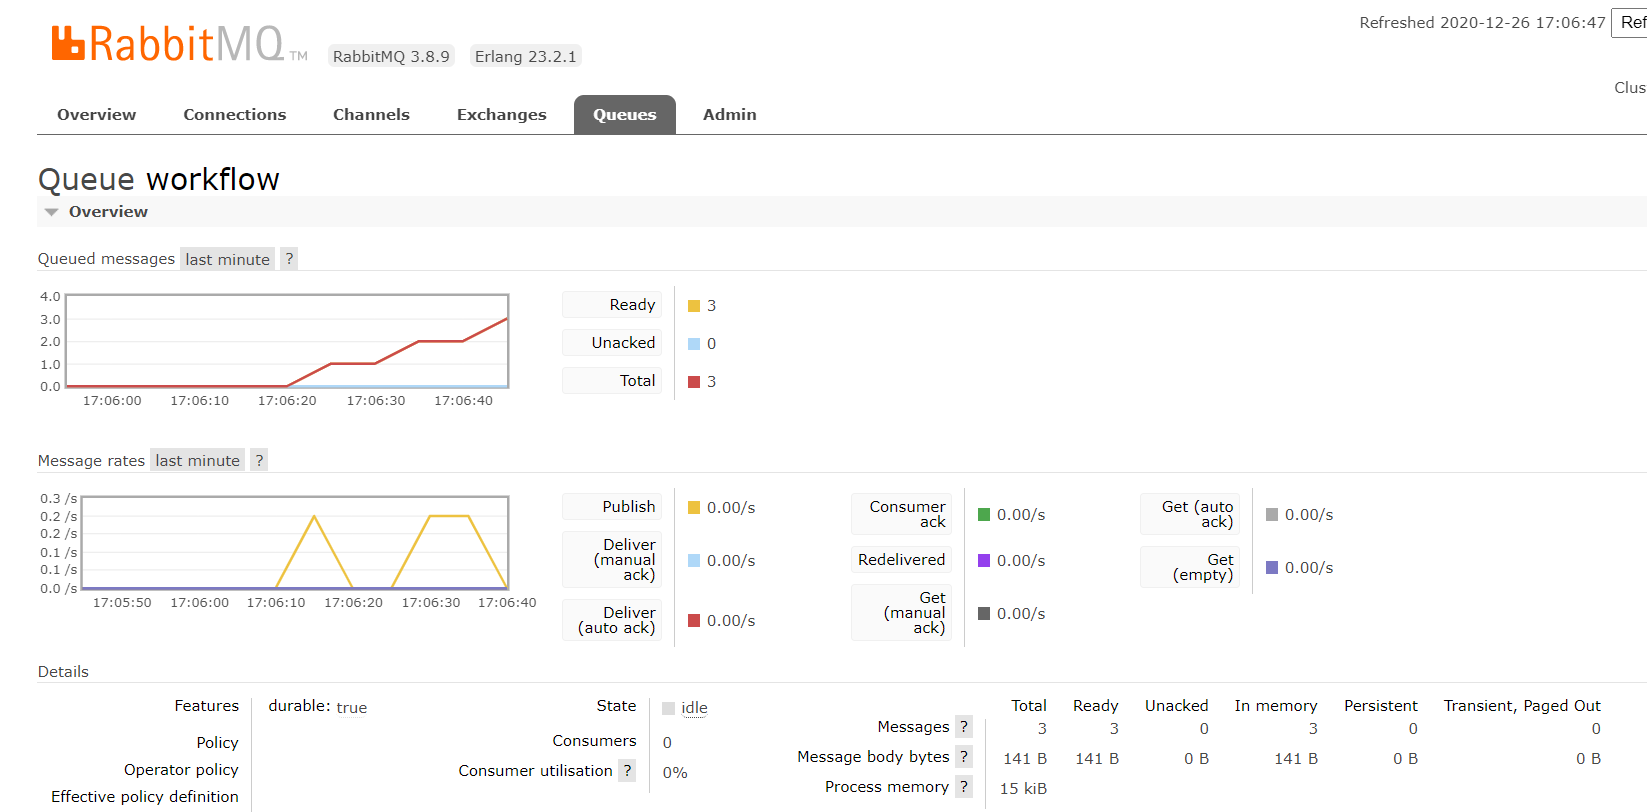 Refreshed 2020-12-26 17:06:47 Ref
RabbitMQ TM RabbitMQ 3.8.9 Erlang 23.2.1
Clus
Overview Connections Channels Exchanges Queues Admin
Queue workflow
Overview
Queued messages last minute ?
4.0
3.0
2.0
1.0
0.0
17:06:00 17:06:10 17:06:20 17:06:30 17:06:40
Ready 3
Unacked 0
Total 3
Message rates last minute ?
0.3 /s
0.2 /s
0.2 /s
0.1 /s
0.1 /s
0.0 /s
17:05:50 17:06:00 17:06:10 17:06:20 17:06:30 17:06:40
Publish 0.00/s
Deliver
(manual
ack) 0.00/s
Deliver
(auto ack) 0.00/s
Consumer
ack 0.00/s
Redelivered 0.00/s
Get
(manual
ack) 0.00/s
Get (auto
ack) 0.00/s
Get
(empty) 0.00/s
Details
Features durable: true
Policy
Operator policy
Effective policy definition
State idle
Consumers 0
Consumer utilisation ? 0%
Total Ready Unacked In memory Persistent Transient, Paged Out
Messages ? 3 3 0 3 0 0
Message body bytes ? 141 B 141 B 0 B 141 B 0 B 0 B
Process memory ? 15 kiB